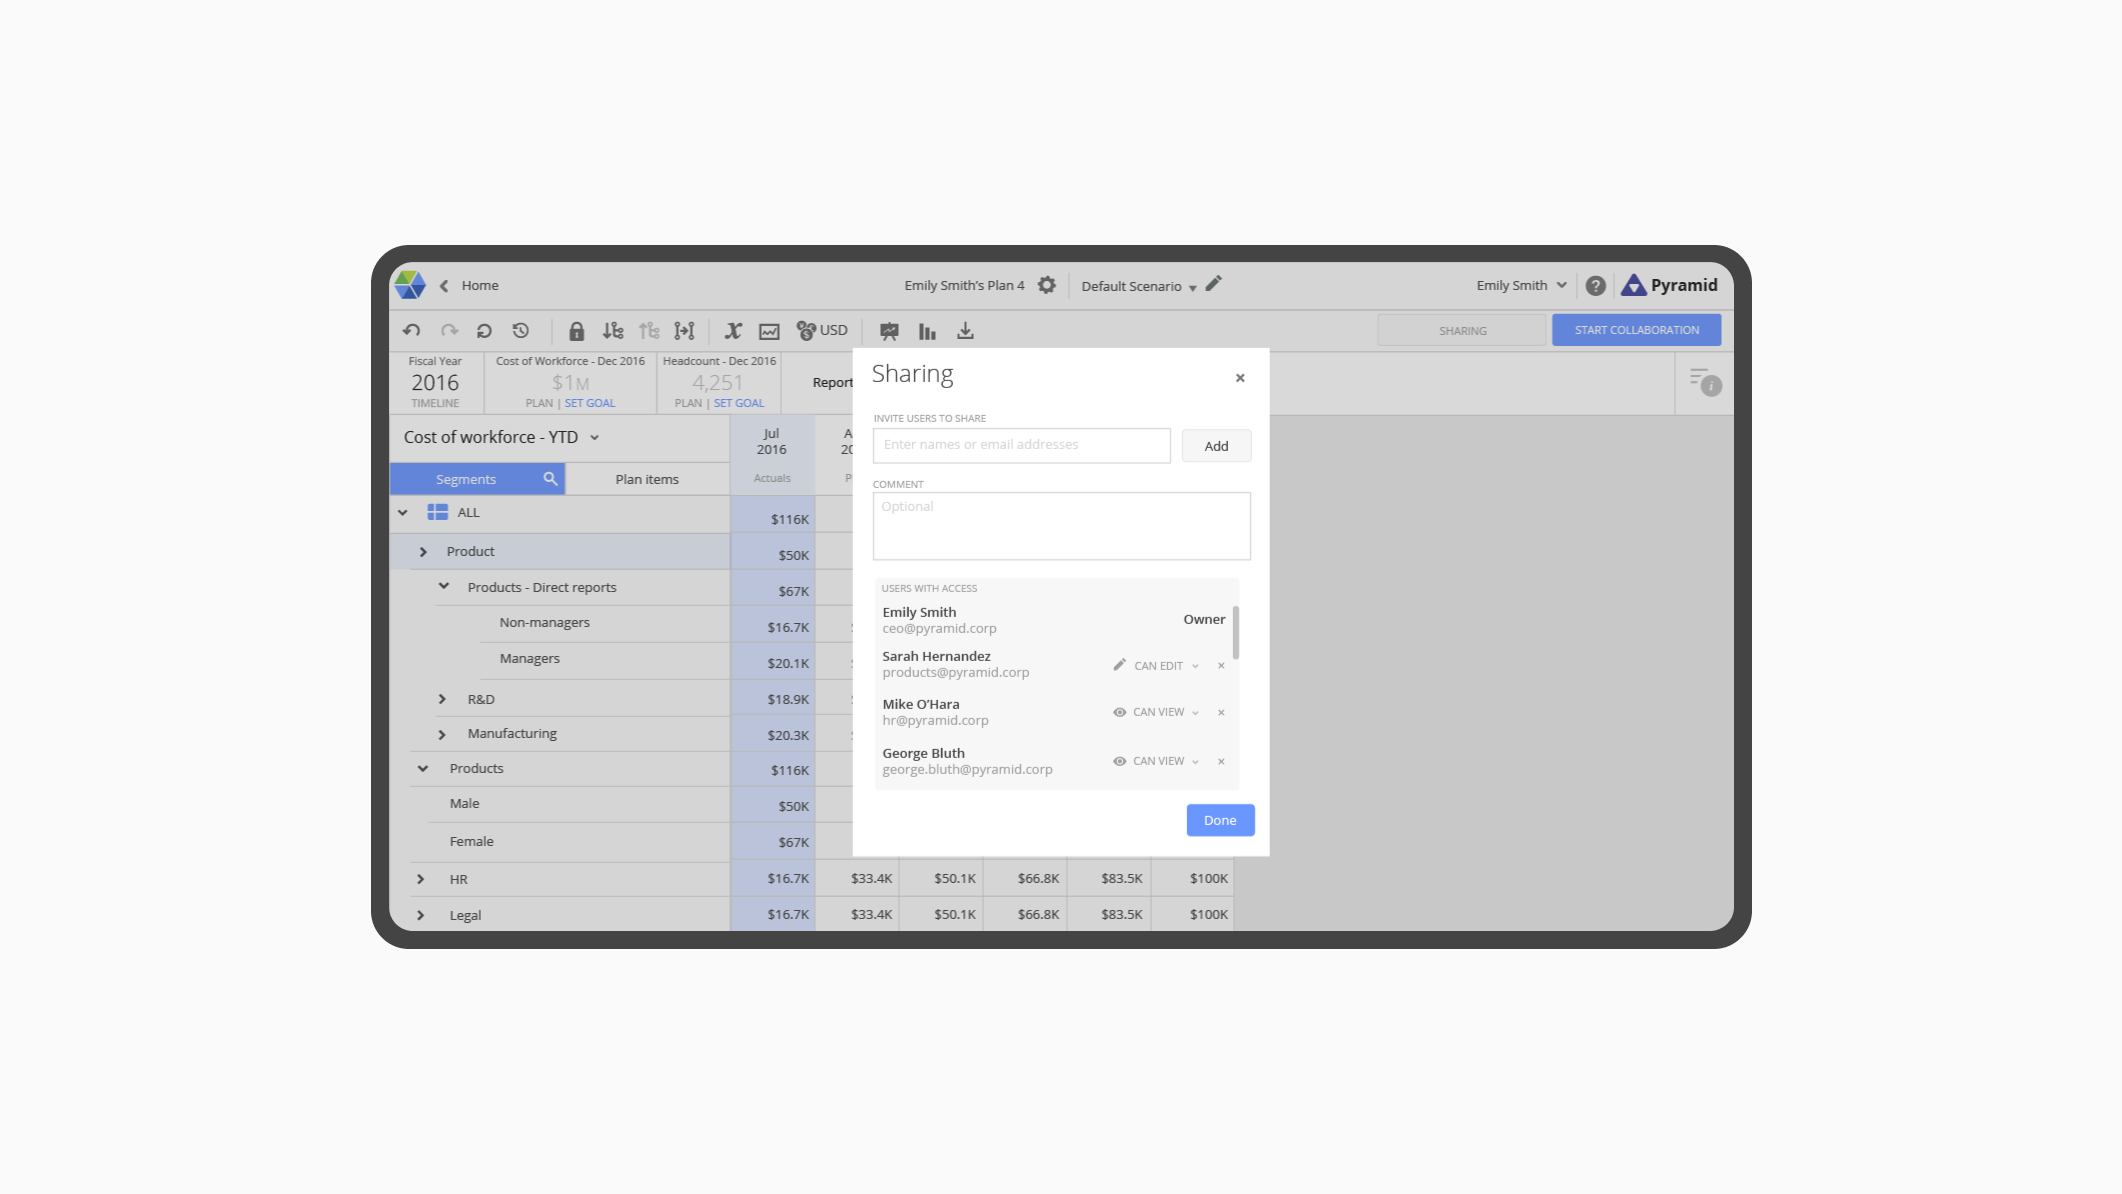 Home
Emily Smith's Plan 4
Default Scenario
Emily Smith
Pyramid
USD
SHARING
START COLLABORATION
Fiscal Year
2016
TIMELINE
Cost of Workforce - Dec 2016
$1M
PLAN | SET GOAL
Headcount - Dec 2016
4,251
PLAN | SET GOAL
Report
Cost of workforce - YTD
Jul
2016
Actuals
Segments
Plan items
ALL
$116K
Product
$50K
Products - Direct reports
$67K
Non-managers
$16.7K
Managers
$20.1K
R&D
$18.9K
Manufacturing
$20.3K
Products
$116K
Male
$50K
Female
$67K
HR
$16.7K $33.4K $50.1K $66.8K $83.5K $100K
Legal
$16.7K $33.4K $50.1K $66.8K $83.5K $100K
Sharing
INVITE USERS TO SHARE
Enter names or email addresses
Add
COMMENT
Optional
USERS WITH ACCESS
Emily Smith
ceo@pyramid.corp
Owner
Sarah Hernandez
products@pyramid.corp
CAN EDIT
Mike O'Hara
hr@pyramid.corp
CAN VIEW
George Bluth
george.bluth@pyramid.corp
CAN VIEW
Done